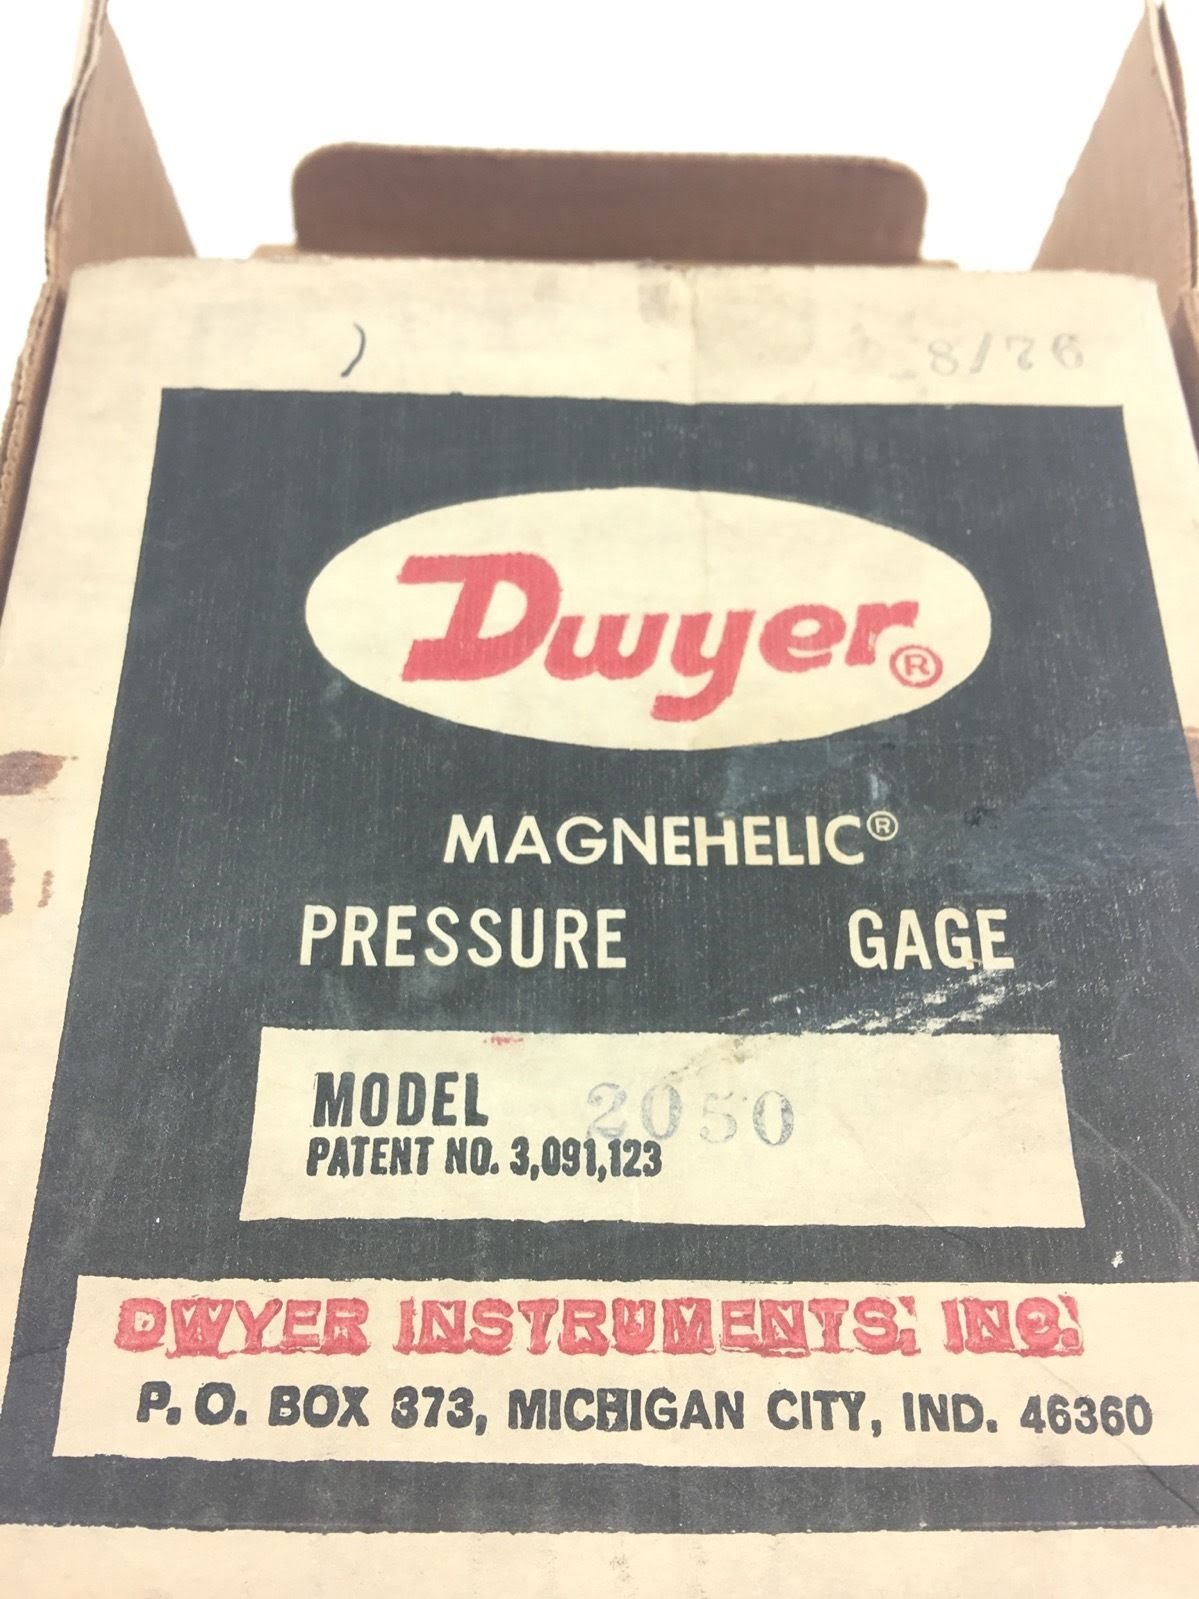 8/76
Dwyer®
MAGNEHELIC®
PRESSURE GAGE
MODEL 2050
PATENT NO. 3,091,123
DWYER INSTRUMENTS, INC.
P. O. BOX 373, MICHIGAN CITY, IND. 46360